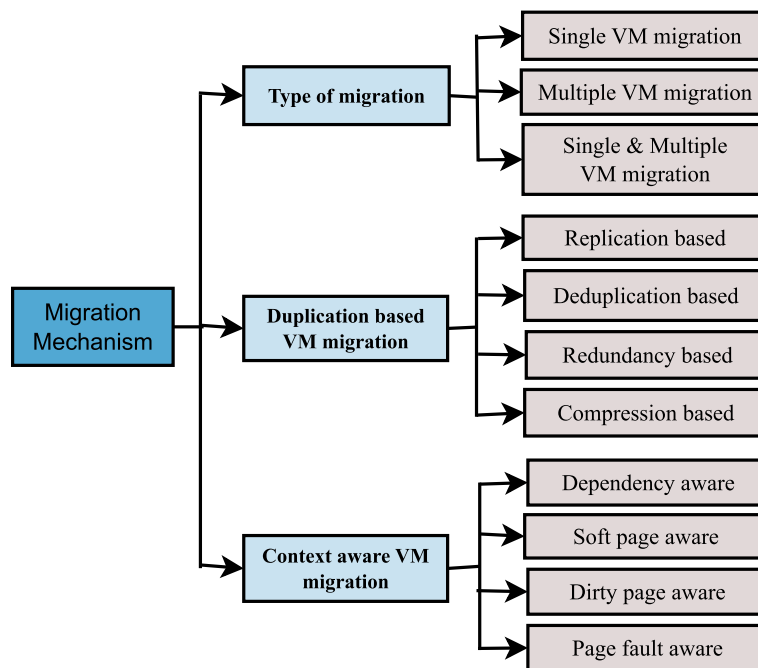 Migration
Mechanism
Type of migration
Single VM migration
Multiple VM migration
Single & Multiple
VM migration
Duplication based
VM migration
Replication based
Deduplication based
Redundancy based
Compression based
Context aware VM
migration
Dependency aware
Soft page aware
Dirty page aware
Page fault aware